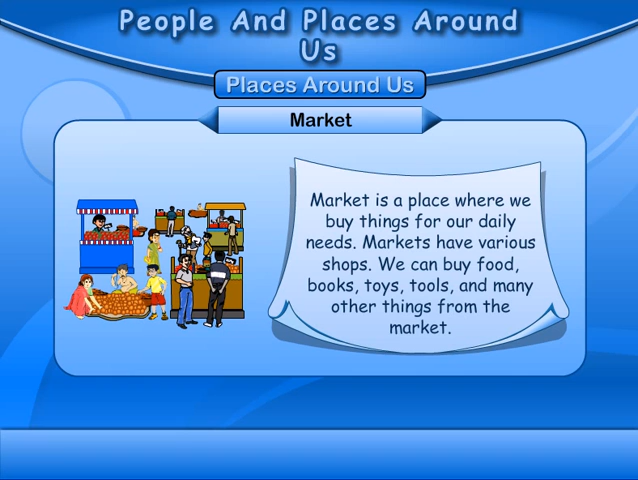 People And Places Around
Us
Places Around Us
Market
Market is a place where we
buy things for our daily
needs. Markets have various
shops. We can buy food,
books, toys, tools, and many
other things from the
market.